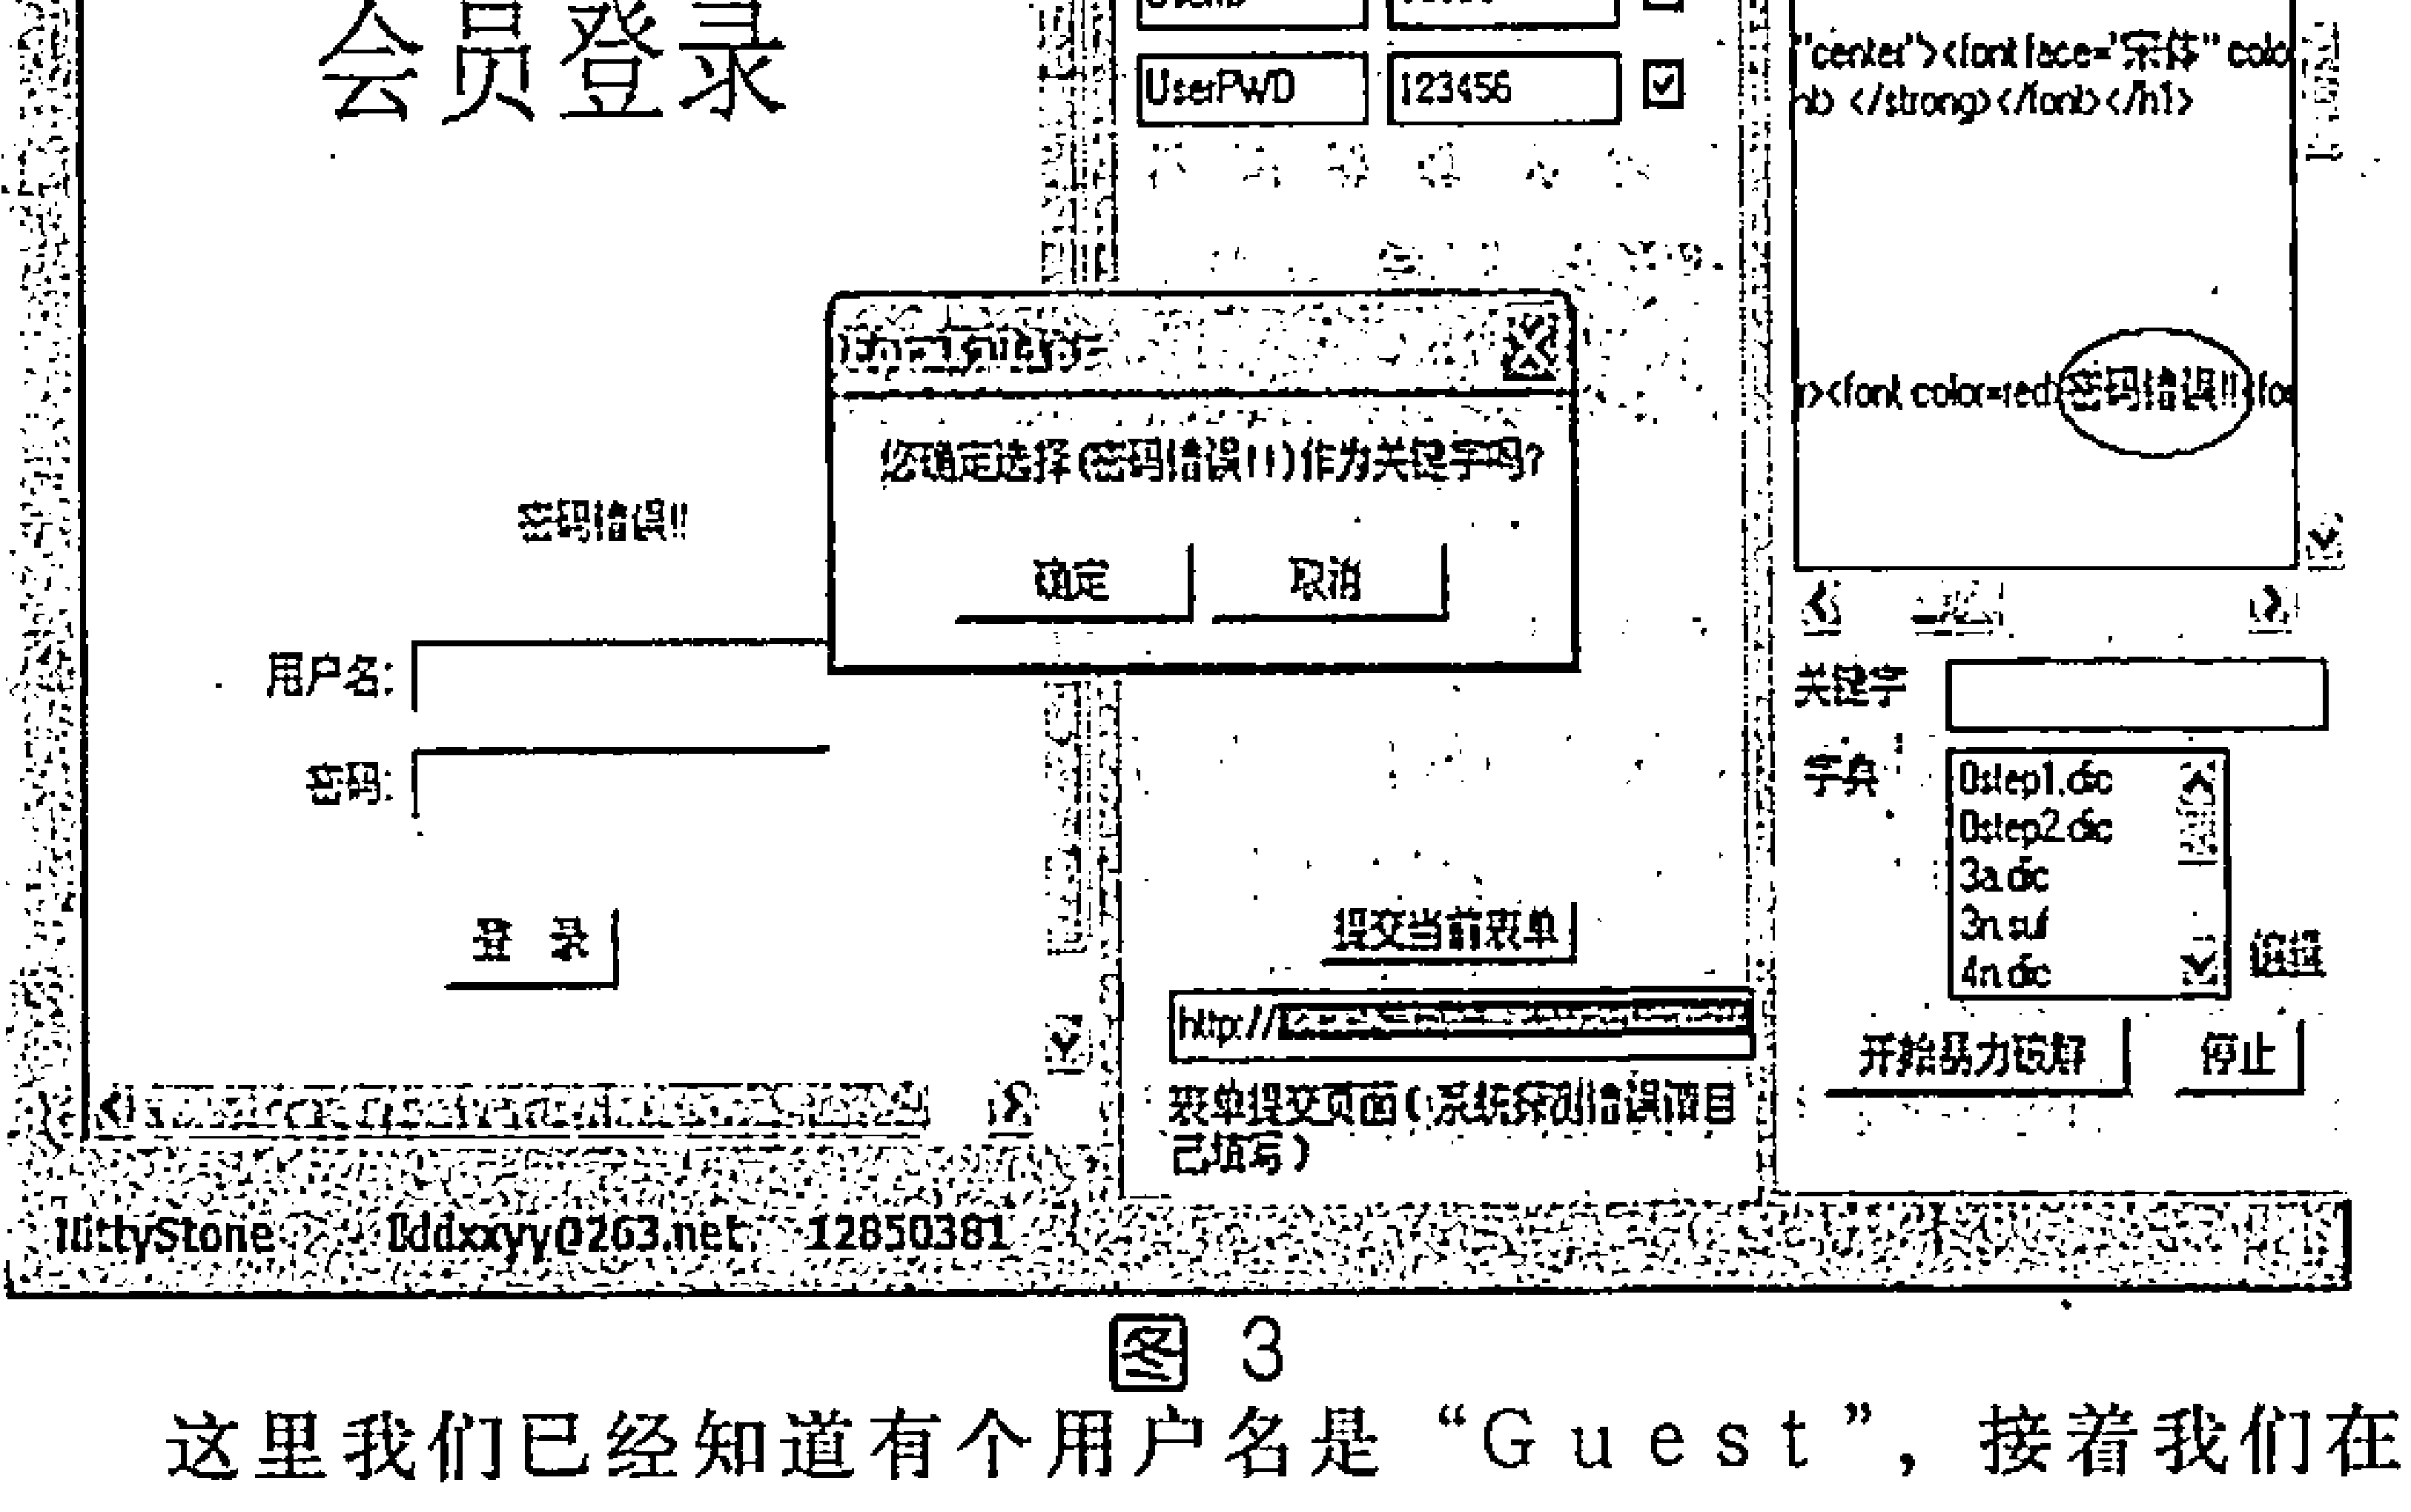 会员登录
UserPWD
123456
"center"><font face="宋体" colo
</strong></font></h1>
><font color=red>密码错误!!<fo
您确定选择(密码错误!!)作为关键字吗?
确定
取消
密码错误!!
用户名:
密码:
登 录
提交当前表单
http://
表单提交页面(系统探测错误请自
己填写)
关键字
字典
0step1.dic
0step2.dic
3a.dic
3n.suf
4n.dic
编辑
开始暴力破解
停止
12850381
图 3
这里我们已经知道有个用户名是“Guest”，接着我们在